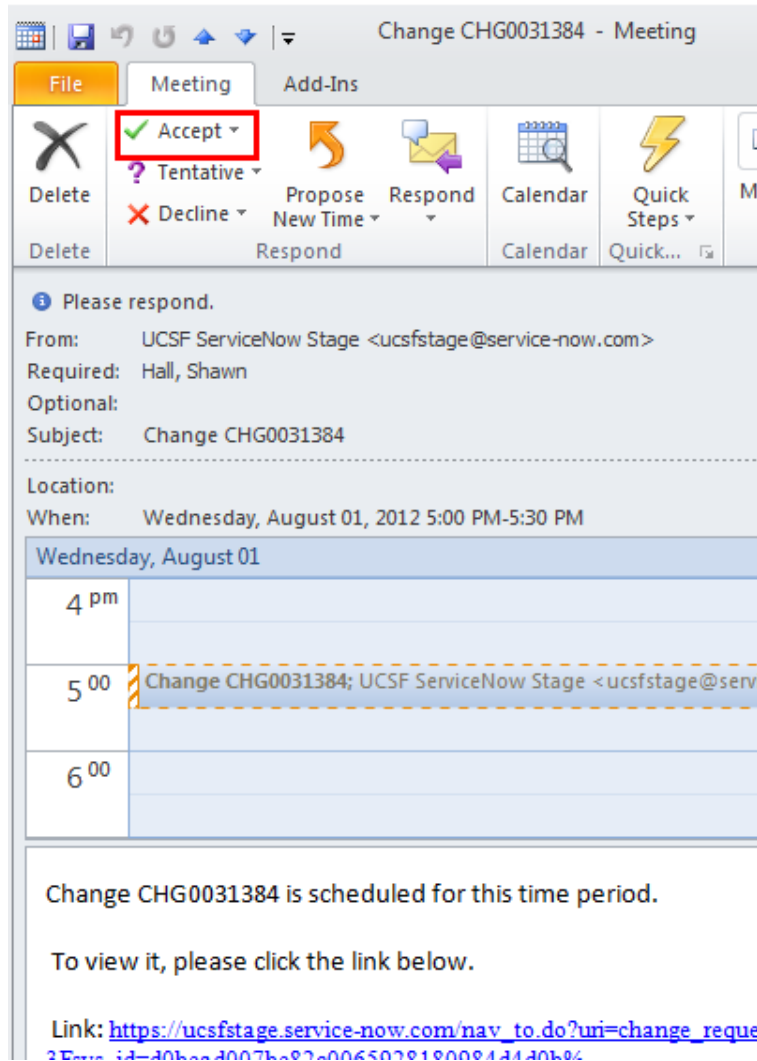 Change CHG0031384 - Meeting
File Meeting Add-Ins
Accept
Tentative
Decline
Delete Propose New Time Respond Calendar Quick Steps M
Delete Respond Calendar Quick...
Please respond.
From: UCSF ServiceNow Stage <ucsfstage@service-now.com>
Required: Hall, Shawn
Optional:
Subject: Change CHG0031384
Location:
When: Wednesday, August 01, 2012 5:00 PM-5:30 PM
Wednesday, August 01
4 pm
5 00 Change CHG0031384; UCSF ServiceNow Stage <ucsfstage@serv
6 00
Change CHG0031384 is scheduled for this time period.
To view it, please click the link below.
Link: https://ucsfstage.service-now.com/nav_to.do?uri=change_reque